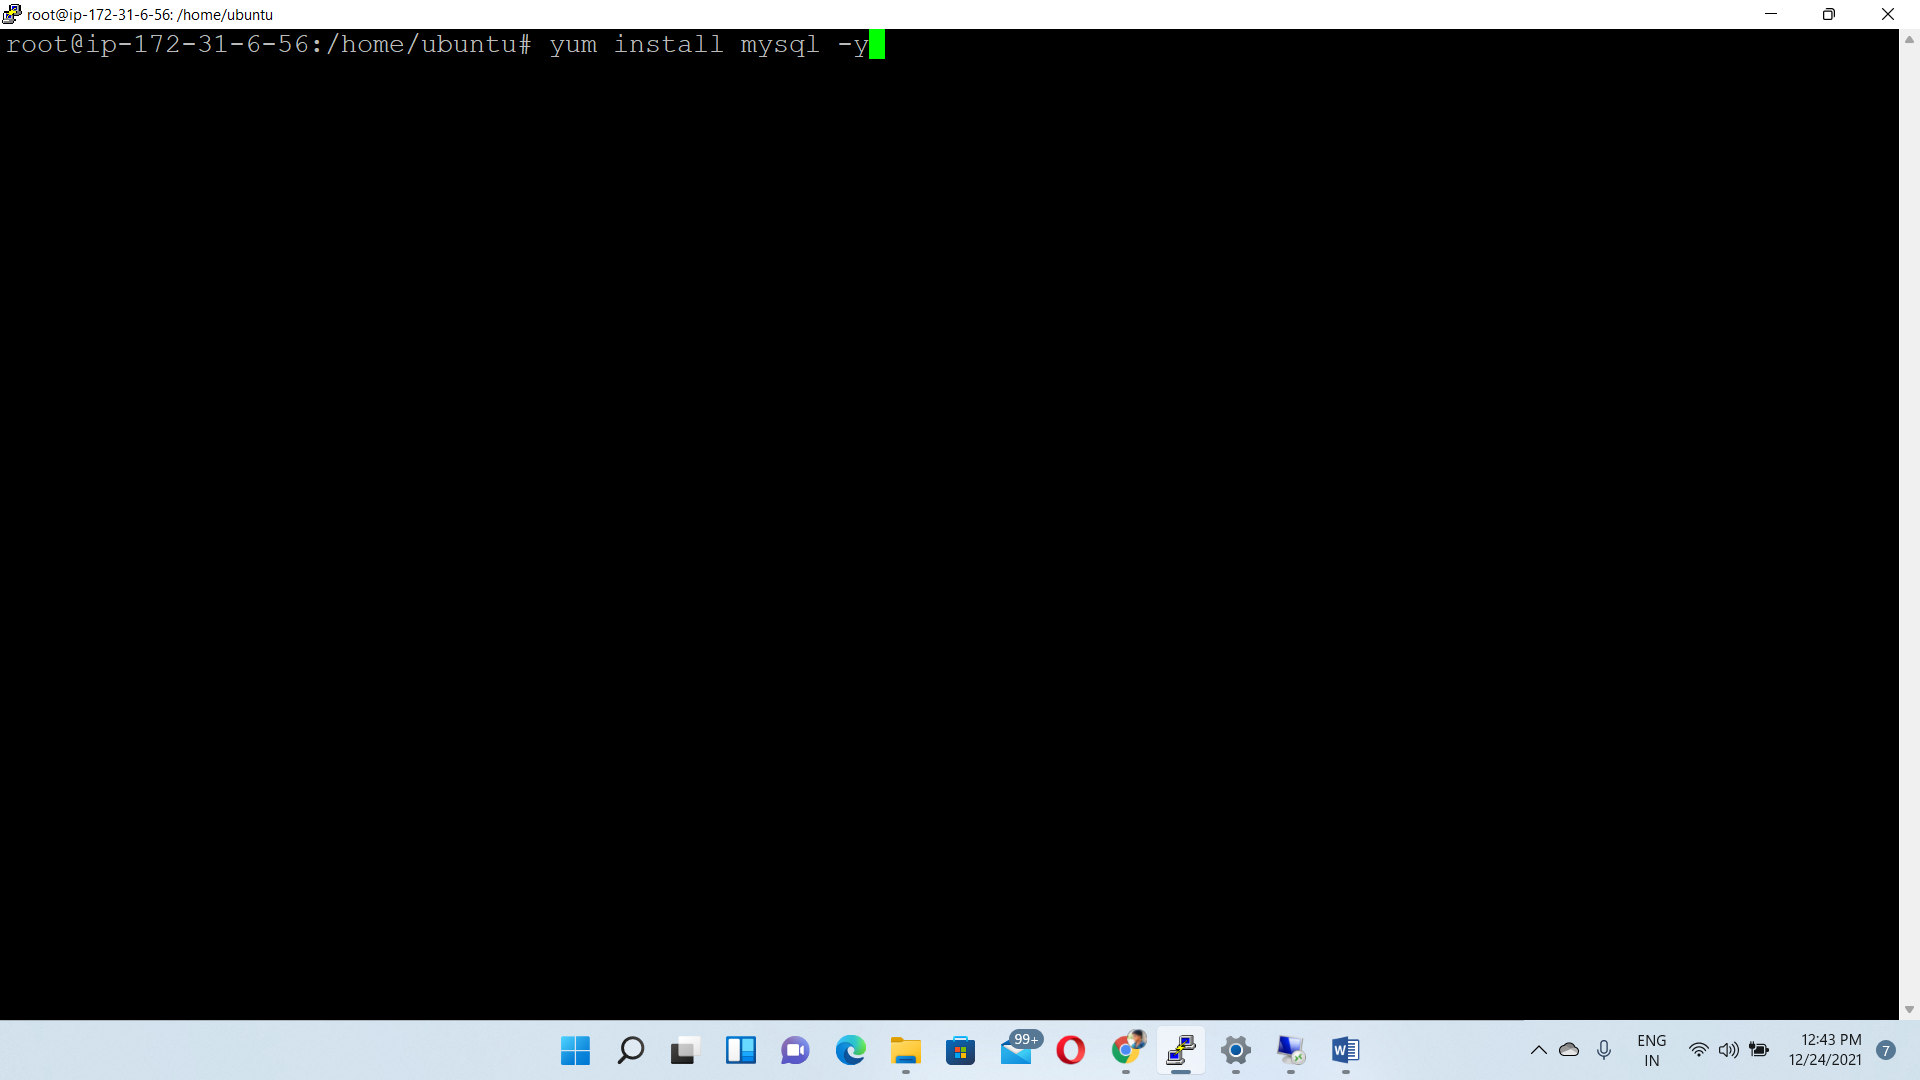 root@ip-172-31-6-56: /home/ubuntu
root@ip-172-31-6-56:/home/ubuntu# yum install mysql -y
99+
ENG
IN
12:43 PM
12/24/2021
7